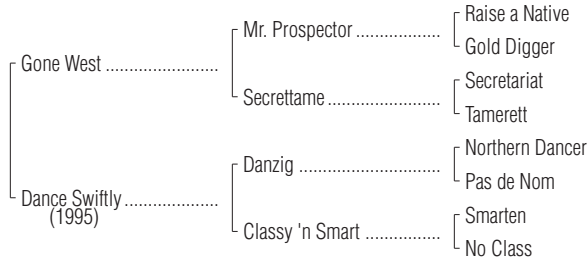 Raise a Native
Mr. Prospector ...................
Gold Digger
Gone West .........................
Secretariat
Secrettame .........................
Tamerett
Northern Dancer
Danzig ...............................
Pas de Nom
Dance Swiftly .....................
(1995)
Smarten
Classy 'n Smart .................
No Class